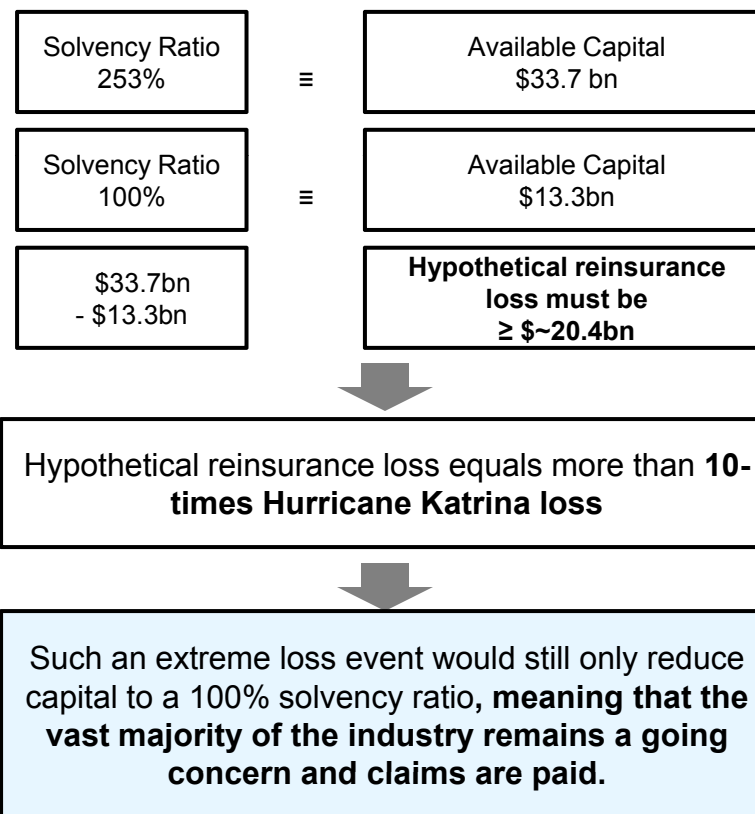 Solvency Ratio
253%
≡
Available Capital
$33.7 bn
Solvency Ratio
100%
≡
Available Capital
$13.3bn
$33.7bn
- $13.3bn
Hypothetical reinsurance
loss must be
≥ $~20.4bn
Hypothetical reinsurance loss equals more than 10-
times Hurricane Katrina loss
Such an extreme loss event would still only reduce
capital to a 100% solvency ratio, meaning that the
vast majority of the industry remains a going
concern and claims are paid.